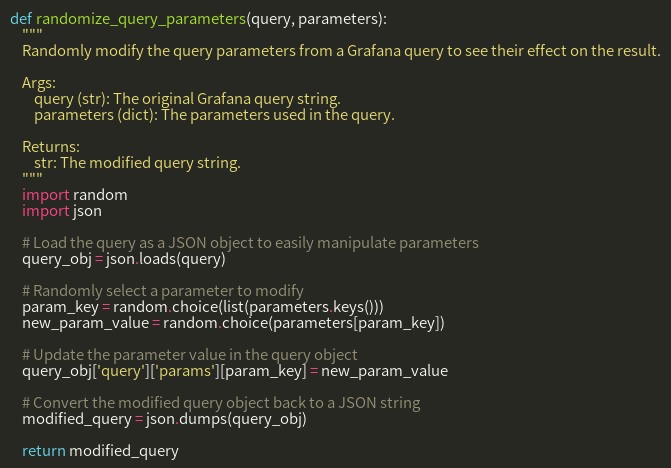 def randomize_query_parameters(query, parameters):
    """
    Randomly modify the query parameters from a Grafana query to see their effect on the result.

    Args:
        query (str): The original Grafana query string.
        parameters (dict): The parameters used in the query.

    Returns:
        str: The modified query string.
    """
    import random
    import json

    # Load the query as a JSON object to easily manipulate parameters
    query_obj = json.loads(query)

    # Randomly select a parameter to modify
    param_key = random.choice(list(parameters.keys()))
    new_param_value = random.choice(parameters[param_key])

    # Update the parameter value in the query object
    query_obj['query']['params'][param_key] = new_param_value

    # Convert the modified query object back to a JSON string
    modified_query = json.dumps(query_obj)

    return modified_query